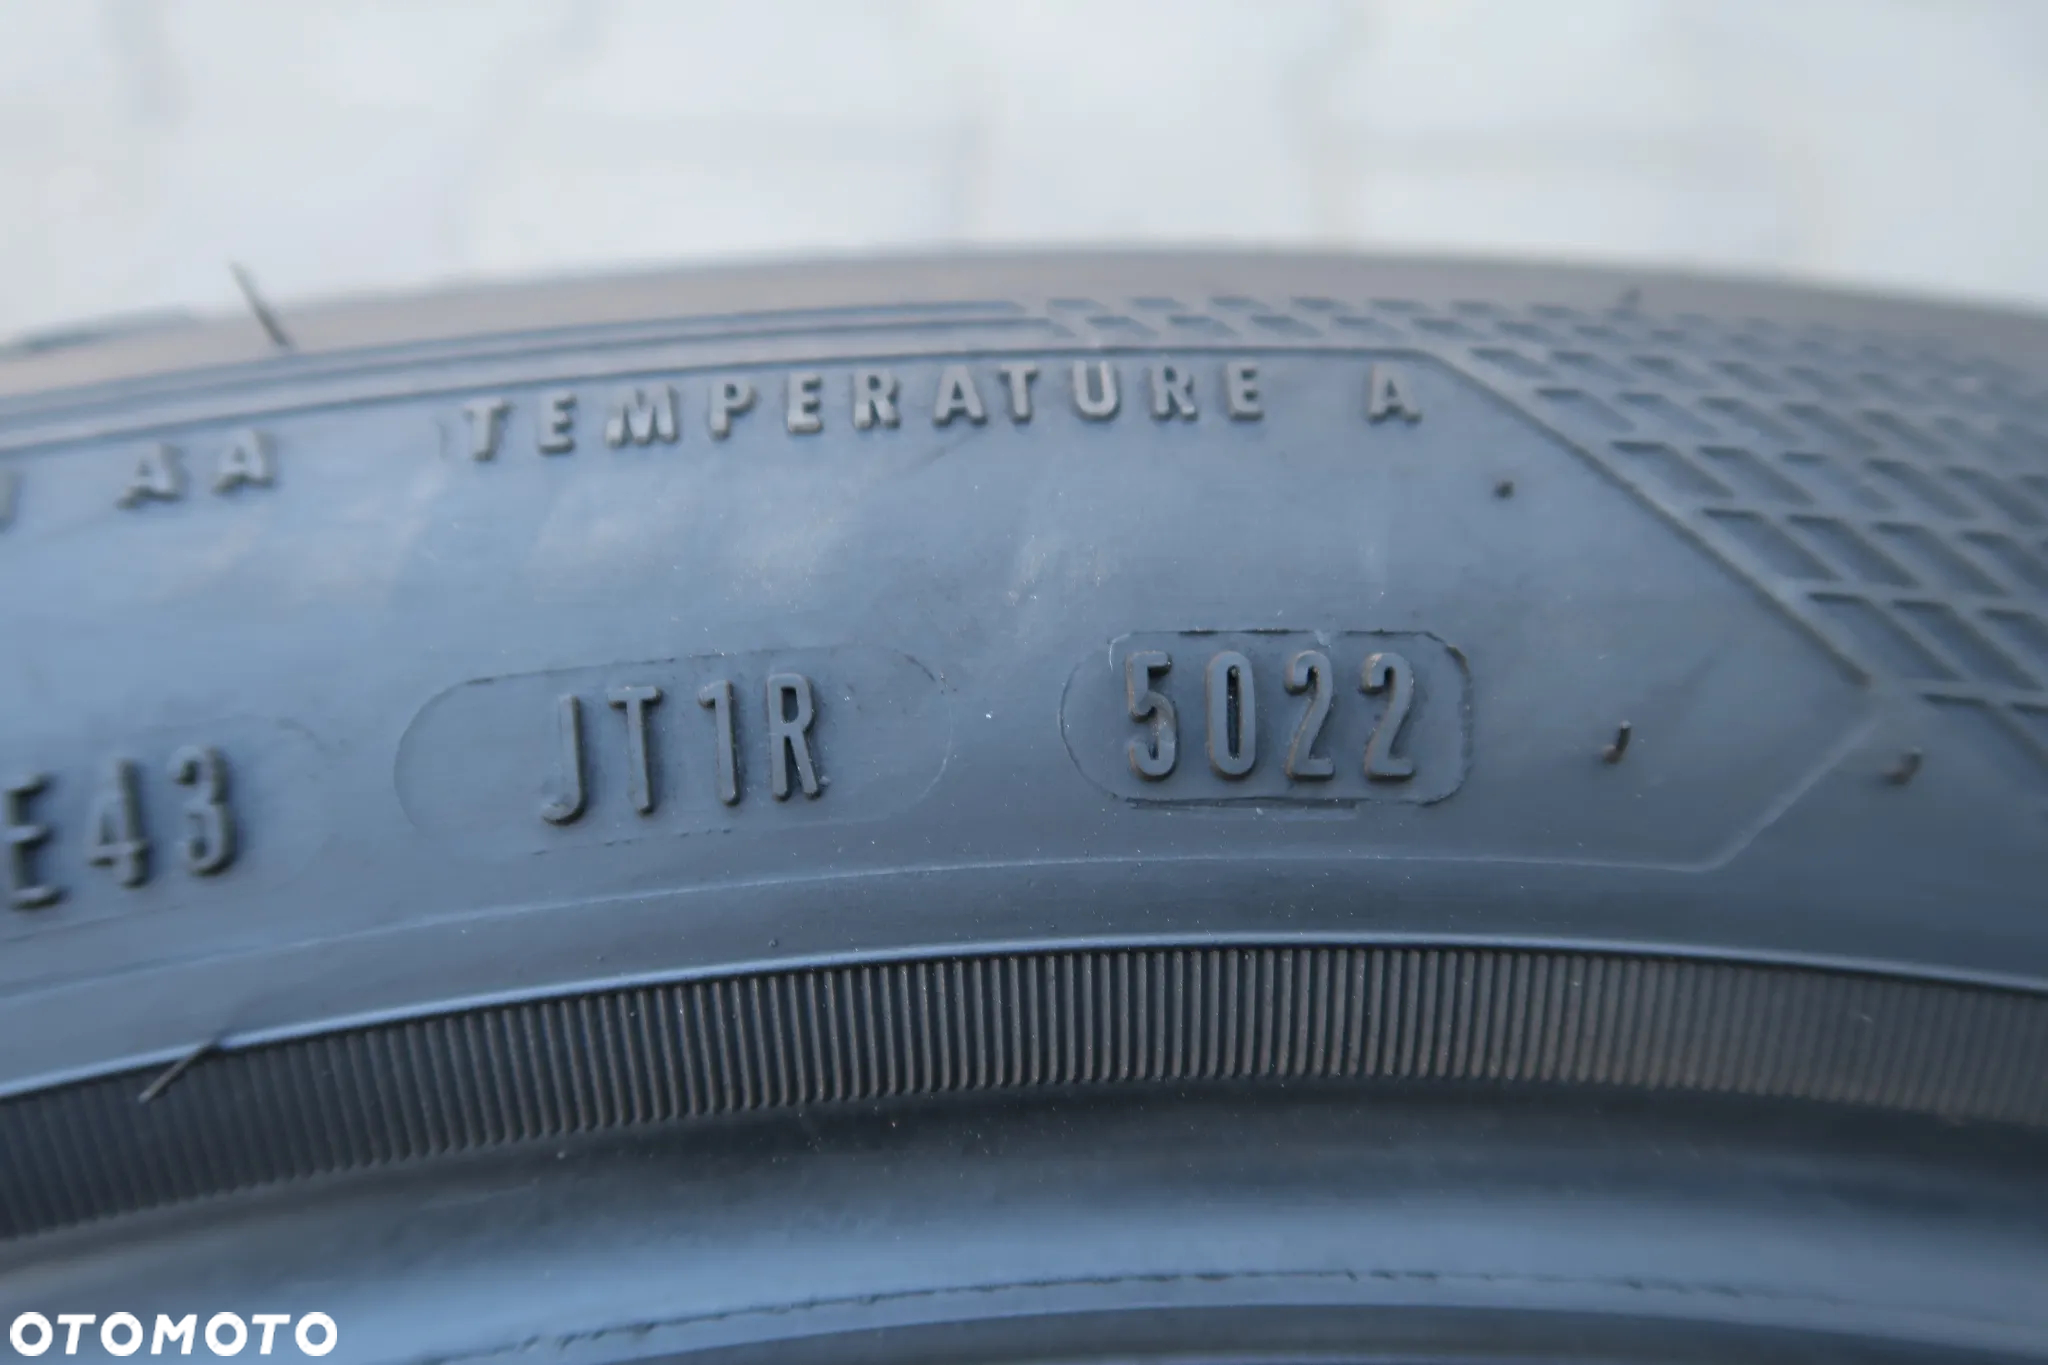 AA TEMPERATURE A
E43 JT1R 5022
OTOMOTO